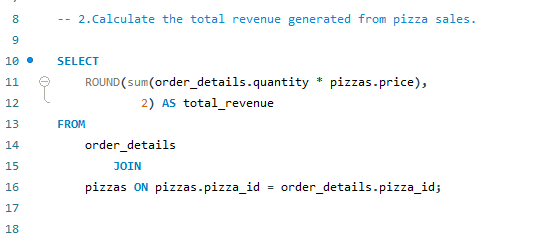 8 -- 2.Calculate the total revenue generated from pizza sales.
9
10 SELECT
11 ROUND(sum(order_details.quantity * pizzas.price),
12 2) AS total_revenue
13 FROM
14 order_details
15 JOIN
16 pizzas ON pizzas.pizza_id = order_details.pizza_id;
17
18